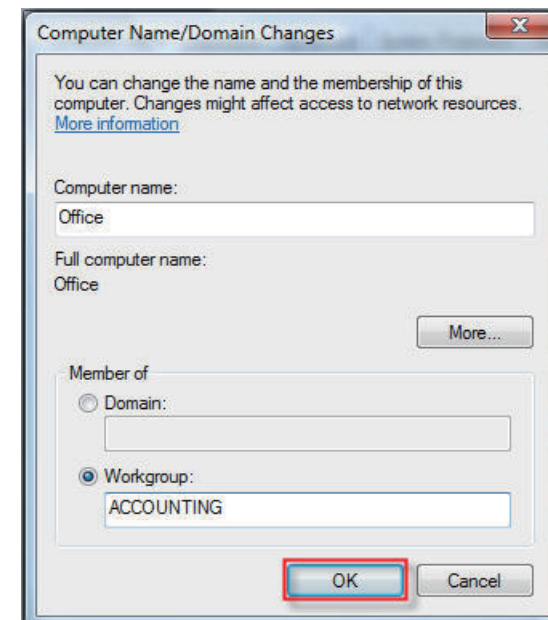 Computer Name/Domain Changes
You can change the name and the membership of this
computer. Changes might affect access to network resources.
More information
Computer name:
Office
Full computer name:
Office
More...
Member of
Domain:
Workgroup:
ACCOUNTING
OK
Cancel